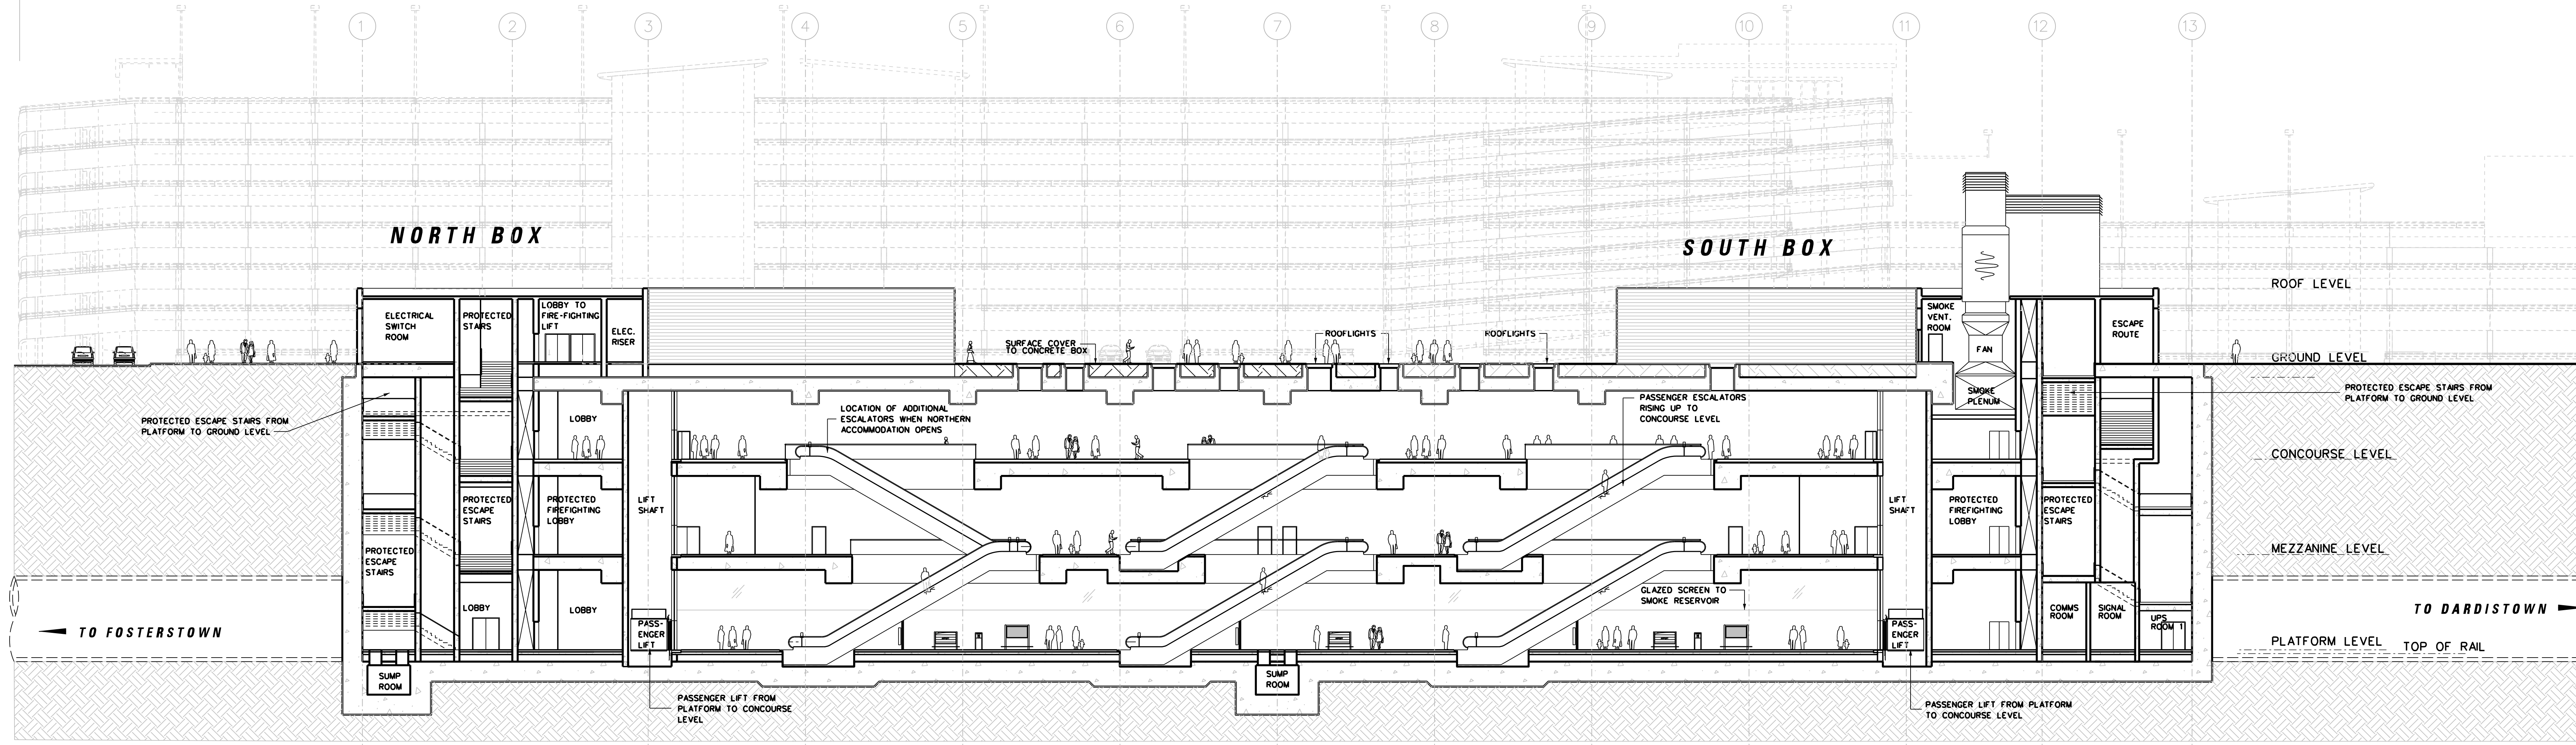 1 2 3 4 5 6 7 8 9 10 11 12 13
NORTH BOX
SOUTH BOX
ROOF LEVEL
ELECTRICAL
SWITCH
ROOM
PROTECTED
STAIRS
LOBBY TO
FIRE-FIGHTING
LIFT
ELEC.
RISER
SURFACE COVER
TO CONCRETE BOX
ROOFLIGHTS
ROOFLIGHTS
SMOKE
VENT.
ROOM
FAN
SMOKE
PLENUM
ESCAPE
ROUTE
GROUND LEVEL
PROTECTED ESCAPE STAIRS FROM
PLATFORM TO GROUND LEVEL
PROTECTED ESCAPE STAIRS FROM
PLATFORM TO GROUND LEVEL
LOBBY
LOCATION OF ADDITIONAL
ESCALATORS WHEN NORTHERN
ACCOMMODATION OPENS
PASSENGER ESCALATORS
RISING UP TO
CONCOURSE LEVEL
CONCOURSE LEVEL
PROTECTED
ESCAPE
STAIRS
PROTECTED
FIREFIGHTING
LOBBY
LIFT
SHAFT
LIFT
SHAFT
PROTECTED
FIREFIGHTING
LOBBY
PROTECTED
ESCAPE
STAIRS
PROTECTED
ESCAPE
STAIRS
MEZZANINE LEVEL
GLAZED SCREEN TO
SMOKE RESERVOIR
LOBBY
LOBBY
PASS-
ENGER
LIFT
PASS-
ENGER
LIFT
COMMS
ROOM
SIGNAL
ROOM
UPS
ROOM 1
TO FOSTERSTOWN
TO DARDISTOWN
PLATFORM LEVEL
TOP OF RAIL
SUMP
ROOM
SUMP
ROOM
PASSENGER LIFT FROM
PLATFORM TO CONCOURSE
LEVEL
PASSENGER LIFT FROM PLATFORM
TO CONCOURSE LEVEL